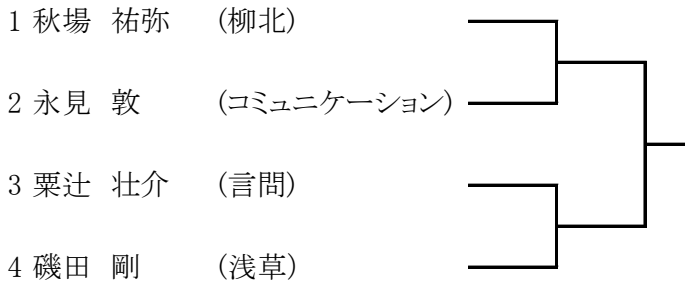 1 秋場 祐弥 (柳北)
2 永見 敦 (コミュニケーション)
3 栗辻 壮介 (言問)
4 磯田 剛 (浅草)